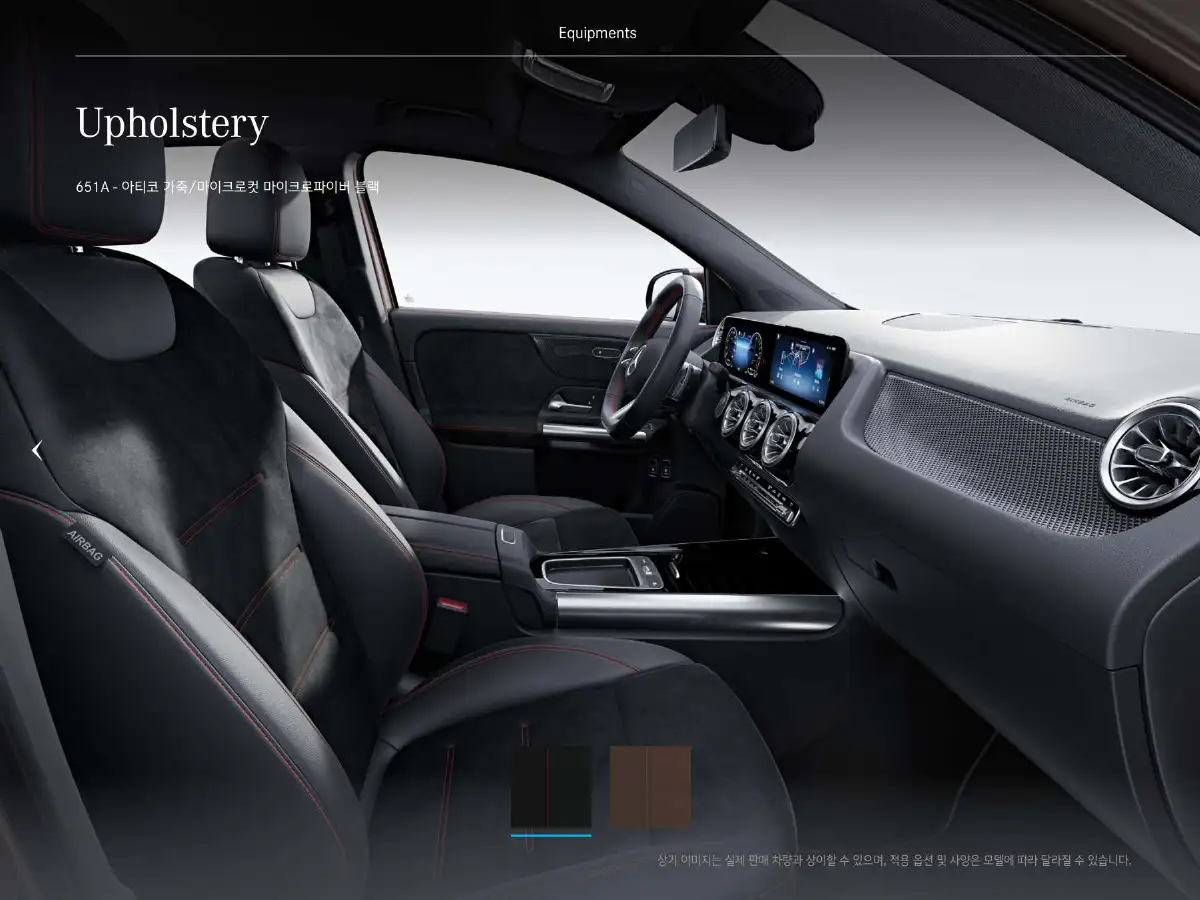 Equipments
Upholstery
651A - 아티코 가죽/마이크로컷 마이크로파이버 블랙
AIRBAG
AIRBAG
상기 이미지는 실제 판매 차량과 상이할 수 있으며, 적용 옵션 및 사양은 모델에 따라 달라질 수 있습니다.